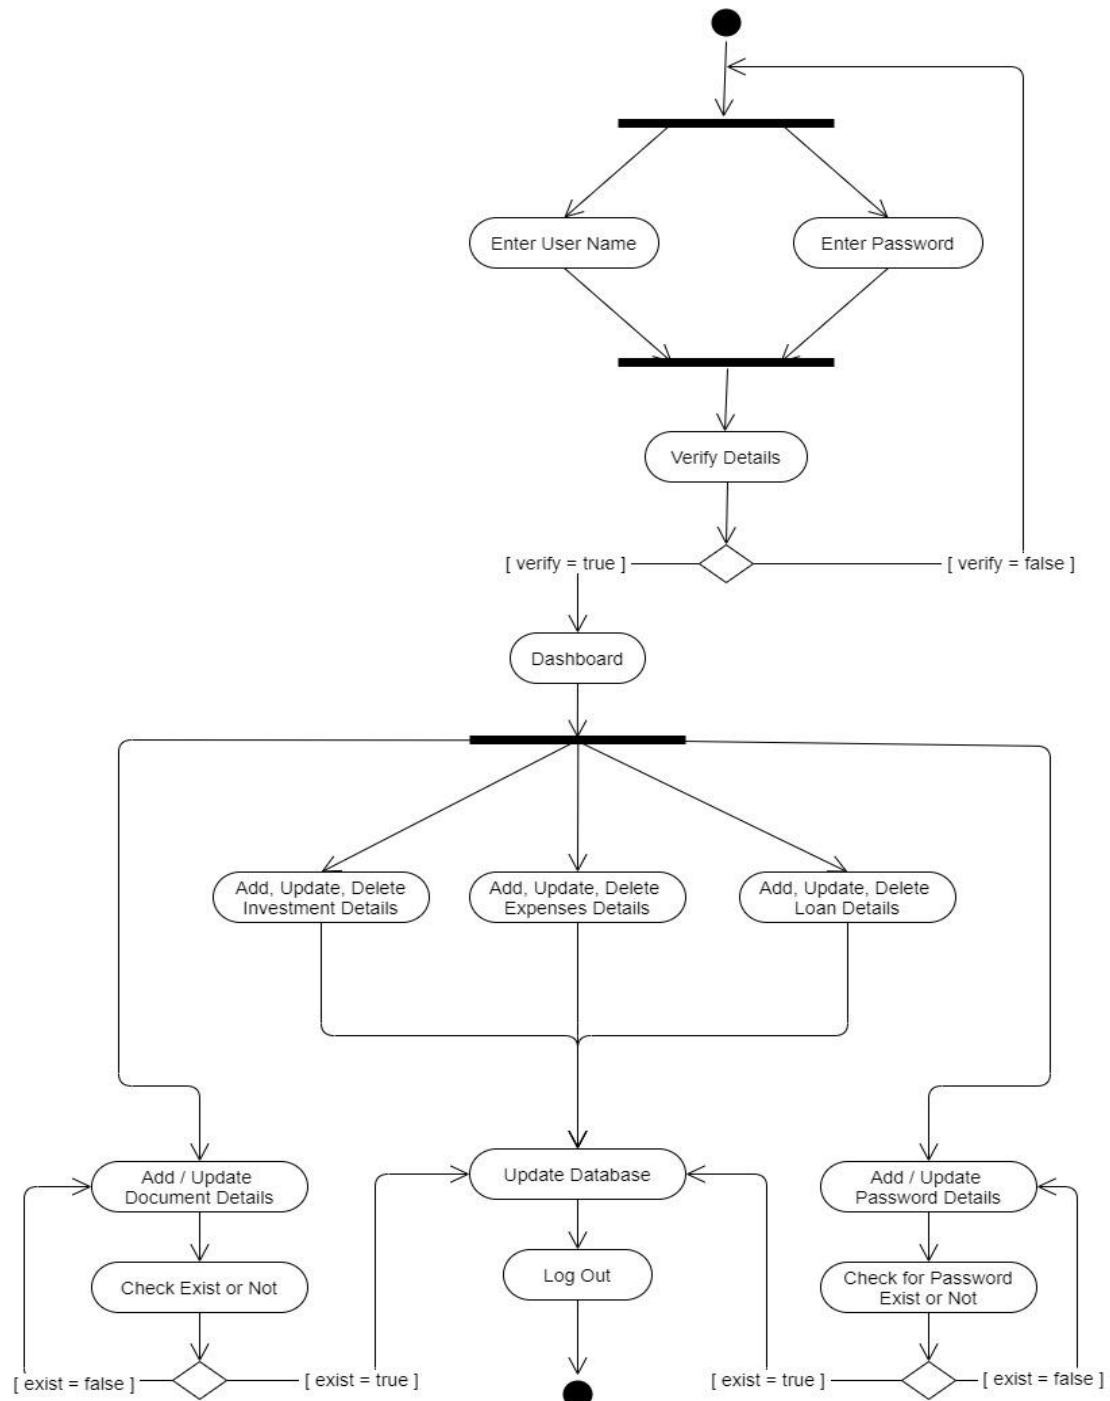 Enter User Name
Enter Password
Verify Details
[ verify = true ]
[ verify = false ]
Dashboard
Add, Update, Delete
Investment Details
Add, Update, Delete
Expenses Details
Add, Update, Delete
Loan Details
Add / Update
Document Details
Update Database
Add / Update
Password Details
Check Exist or Not
Log Out
Check for Password
Exist or Not
[ exist = false ]
[ exist = true ]
[ exist = true ]
[ exist = false ]